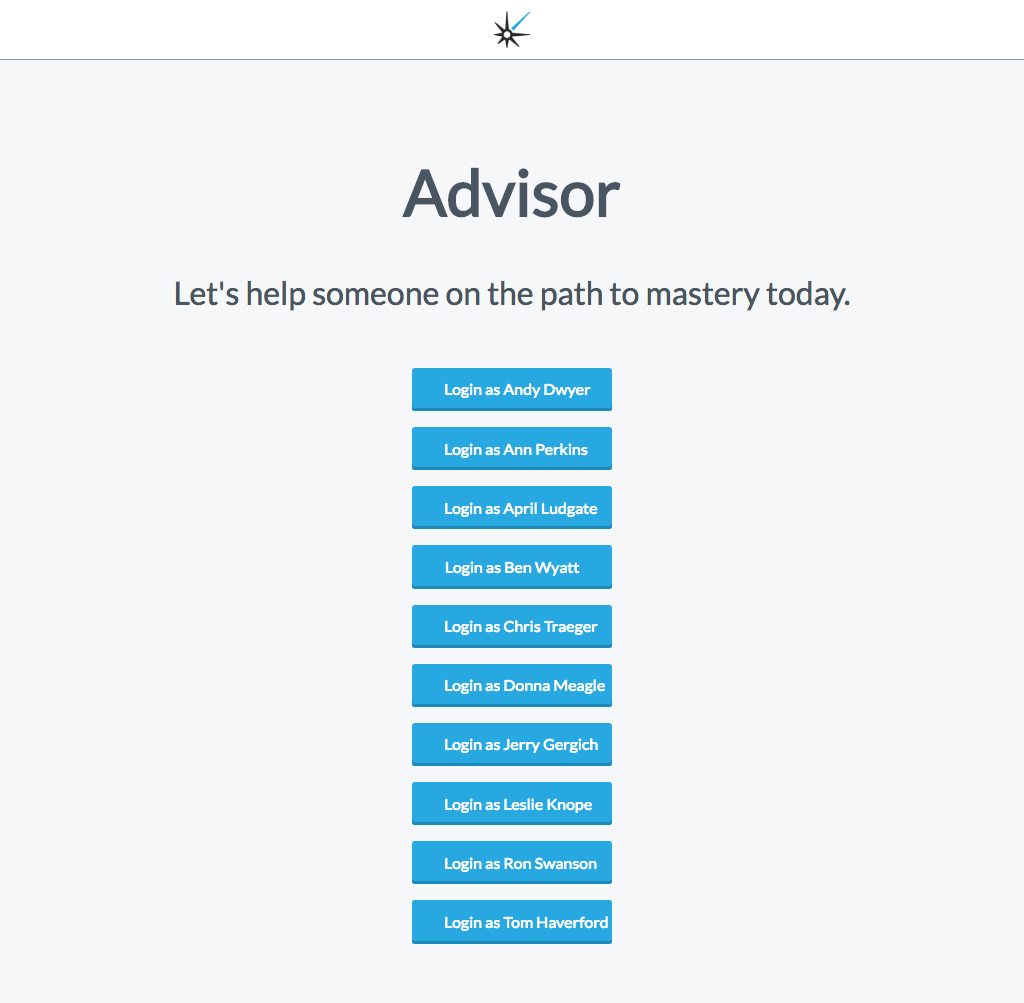 Advisor
Let's help someone on the path to mastery today.
Login as Andy Dwyer
Login as Ann Perkins
Login as April Ludgate
Login as Ben Wyatt
Login as Chris Traeger
Login as Donna Meagle
Login as Jerry Gergich
Login as Leslie Knope
Login as Ron Swanson
Login as Tom Haverford